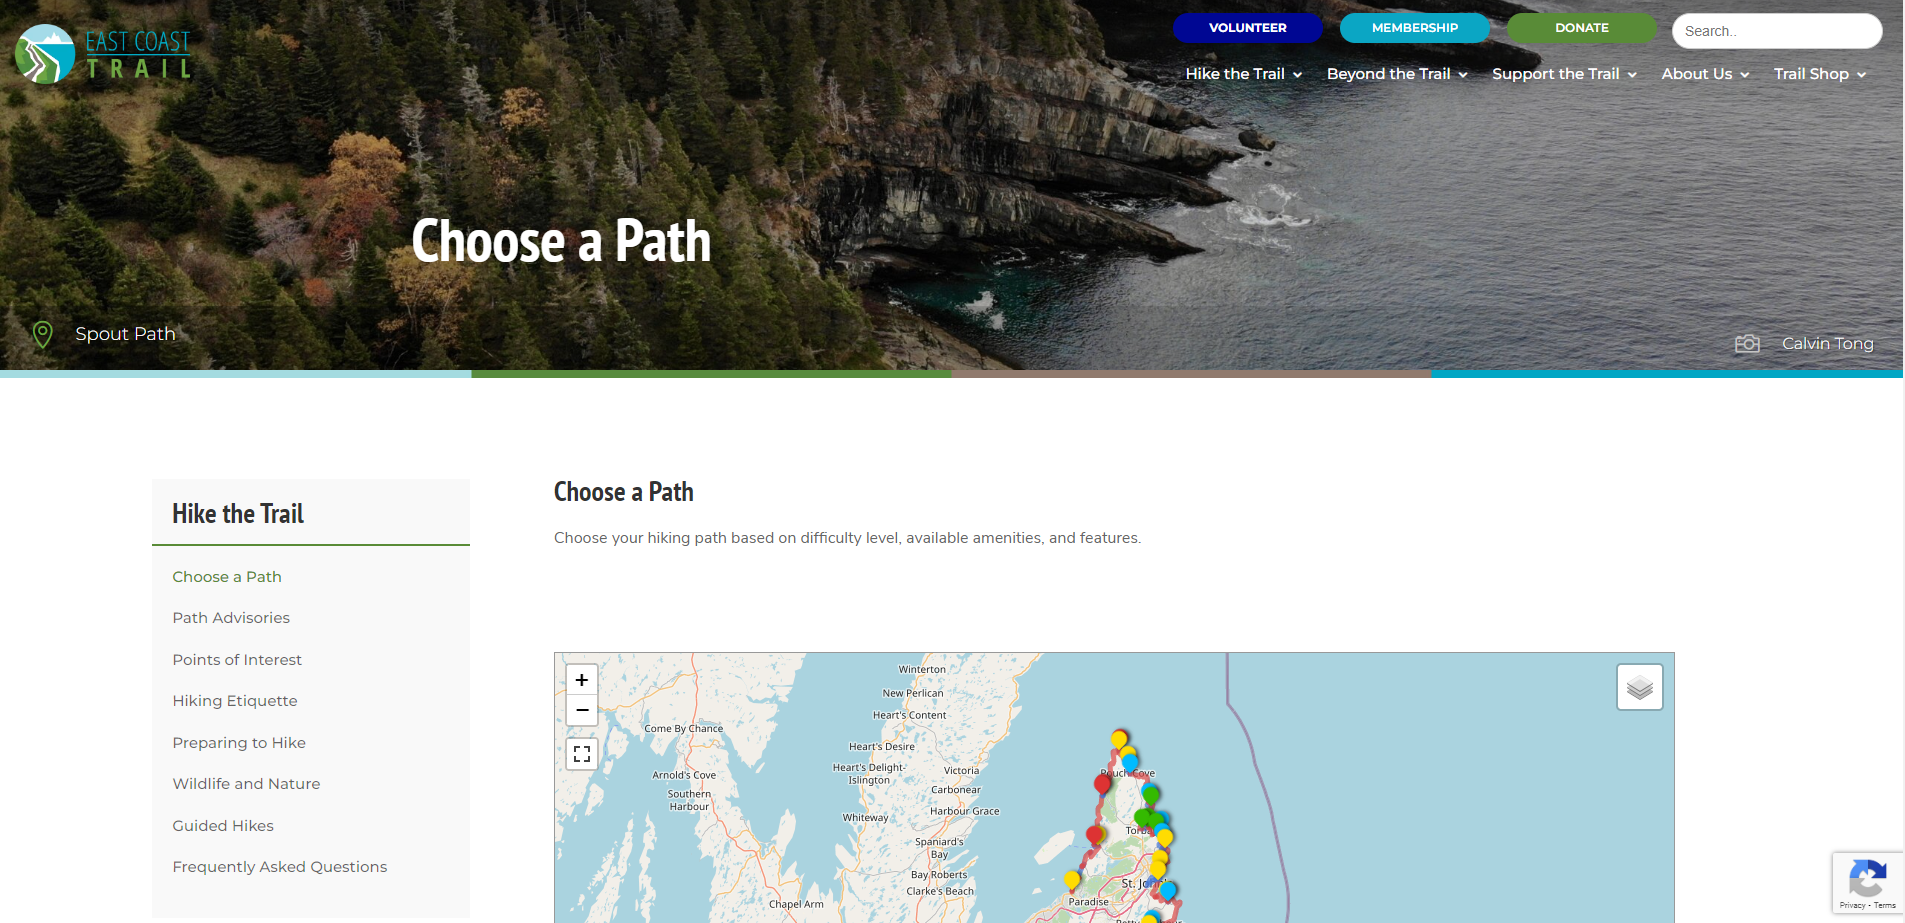 EAST COAST
TRAIL
VOLUNTEER
MEMBERSHIP
DONATE
Search..
Hike the Trail
Beyond the Trail
Support the Trail
About Us
Trail Shop
Choose a Path
Spout Path
Calvin Tong
Hike the Trail
Choose a Path
Path Advisories
Points of Interest
Hiking Etiquette
Preparing to Hike
Wildlife and Nature
Guided Hikes
Frequently Asked Questions
Choose a Path
Choose your hiking path based on difficulty level, available amenities, and features.
+
−
Winterton
New Perlican
Heart's Content
Come By Chance
Heart's Desire
Heart's Delight-
Islington
Victoria
Arnold's Cove
Carbonear
Southern
Harbour
Harbour Grace
Whiteway
Spaniard's
Bay
Bay Roberts
Clarke's Beach
Chapel Arm
Pouch Cove
Paradise
Privacy - Terms